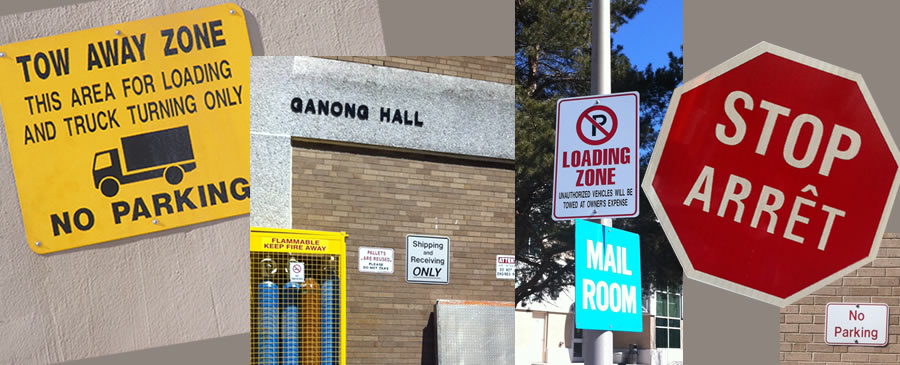 TOW AWAY ZONE
THIS AREA FOR LOADING
AND TRUCK TURNING ONLY
NO PARKING
GANONG HALL
FLAMMABLE
KEEP FIRE AWAY
PALLETS
ARE REUSED,
PLEASE
DO NOT TAKE
Shipping and
Receiving
ONLY
P
LOADING
ZONE
UNAUTHORIZED VEHICLES WILL BE
TOWED AT OWNER'S EXPENSE
MAIL
ROOM
STOP
ARRÊT
No
Parking